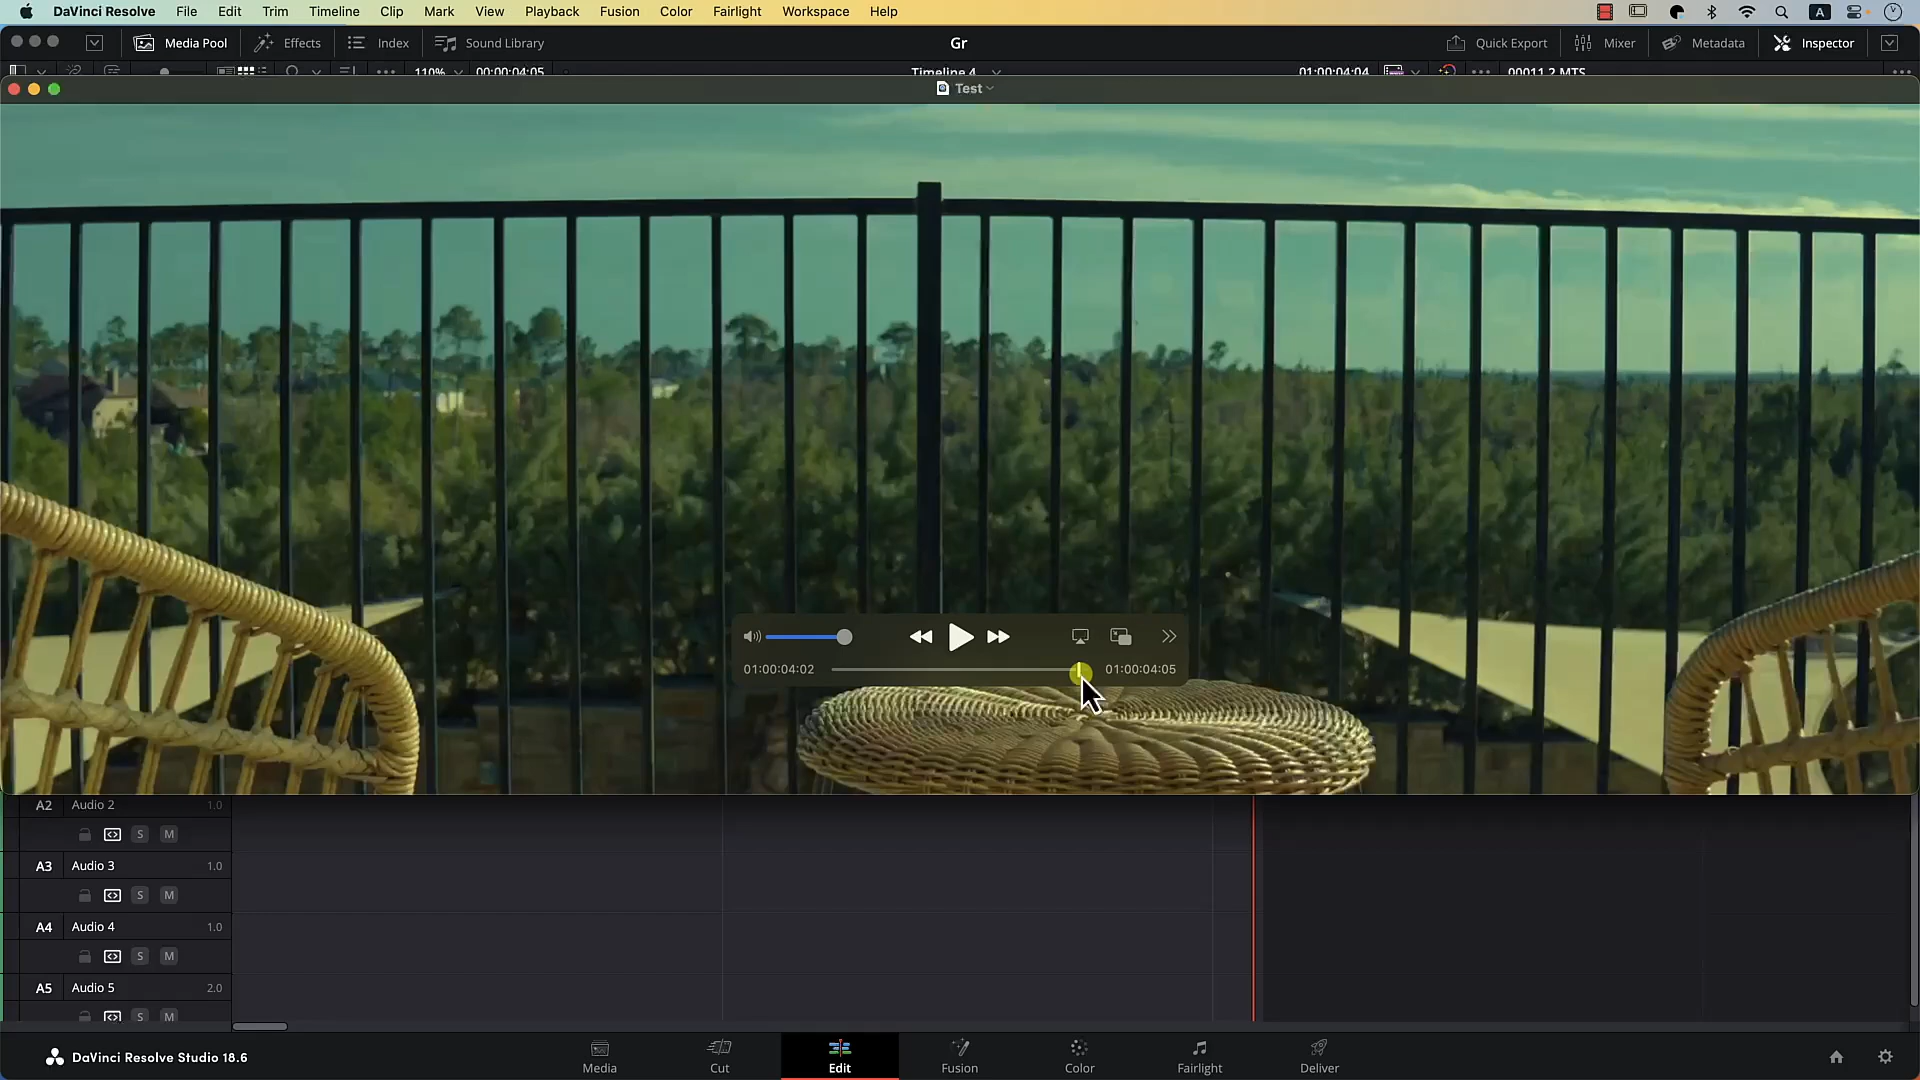 DaVinci Resolve File Edit Trim Timeline Clip Mark View Playback Fusion Color Fairlight Workspace Help A
Media Pool Effects Index Sound Library Gr Quick Export Mixer Metadata Inspector
110% 00:00:04:05 Timeline 4 01:00:04:04 00011 2.MTS
Test
01:00:04:02 01:00:04:05
A2 Audio 2 1.0
S M
A3 Audio 3 1.0
S M
A4 Audio 4 1.0
S M
A5 Audio 5 2.0
S M
DaVinci Resolve Studio 18.6 Media Cut Edit Fusion Color Fairlight Deliver